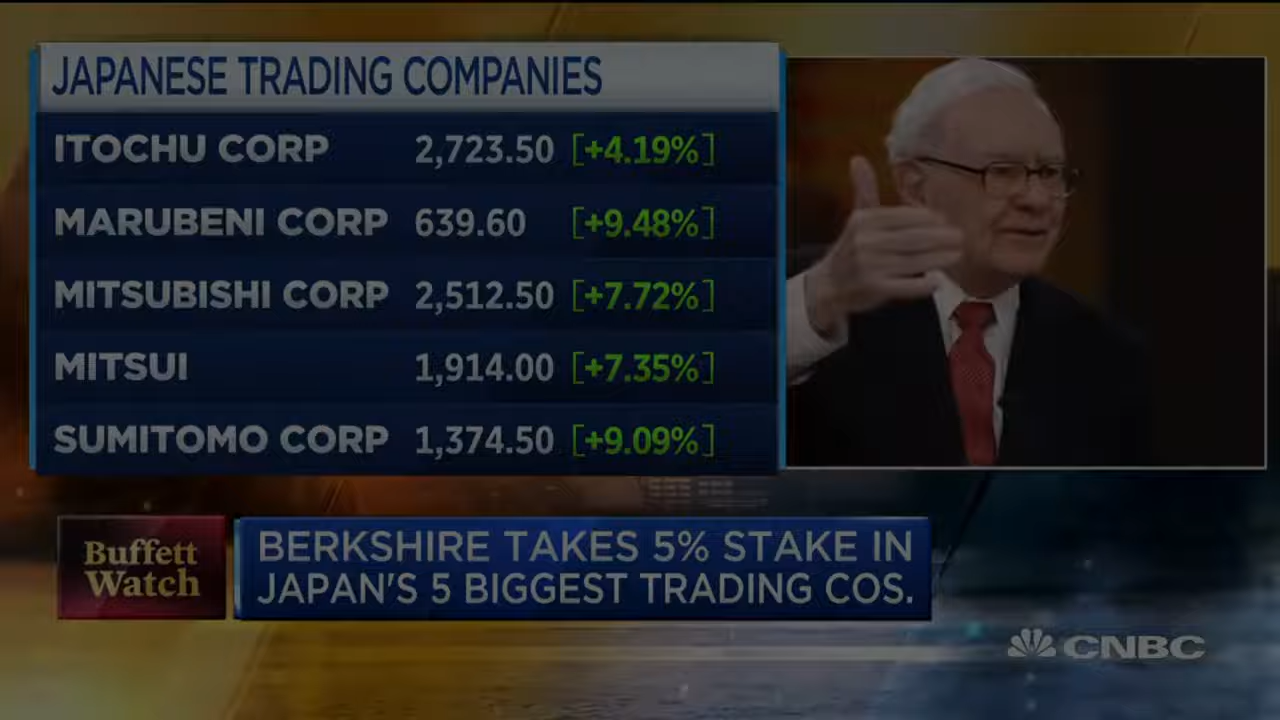 JAPANESE TRADING COMPANIES
ITOCHU CORP 2,723.50 [+4.19%]
MARUBENI CORP 639.60 [+9.48%]
MITSUBISHI CORP 2,512.50 [+7.72%]
MITSUI 1,914.00 [+7.35%]
SUMITOMO CORP 1,374.50 [+9.09%]
Buffett
Watch
BERKSHIRE TAKES 5% STAKE IN
JAPAN'S 5 BIGGEST TRADING COS.
CNBC